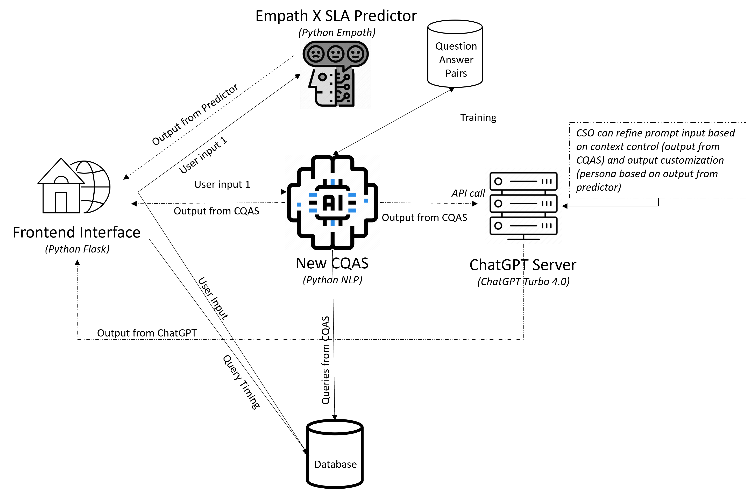 Empath X SLA Predictor
(Python Empath)
Question
Answer
Pairs
Output from Predictor
User input 1
Training
CSO can refine prompt input based
on context control (output from
CQAS) and output customization
(persona based on output from
predictor)
User input 1
Output from CQAS
AI
API call
Output from CQAS
Frontend Interface
(Python Flask)
New CQAS
(Python NLP)
ChatGPT Server
(ChatGPT Turbo 4.0)
User input
Output from ChatGPT
Query Timing
Queries from CQAS
Database